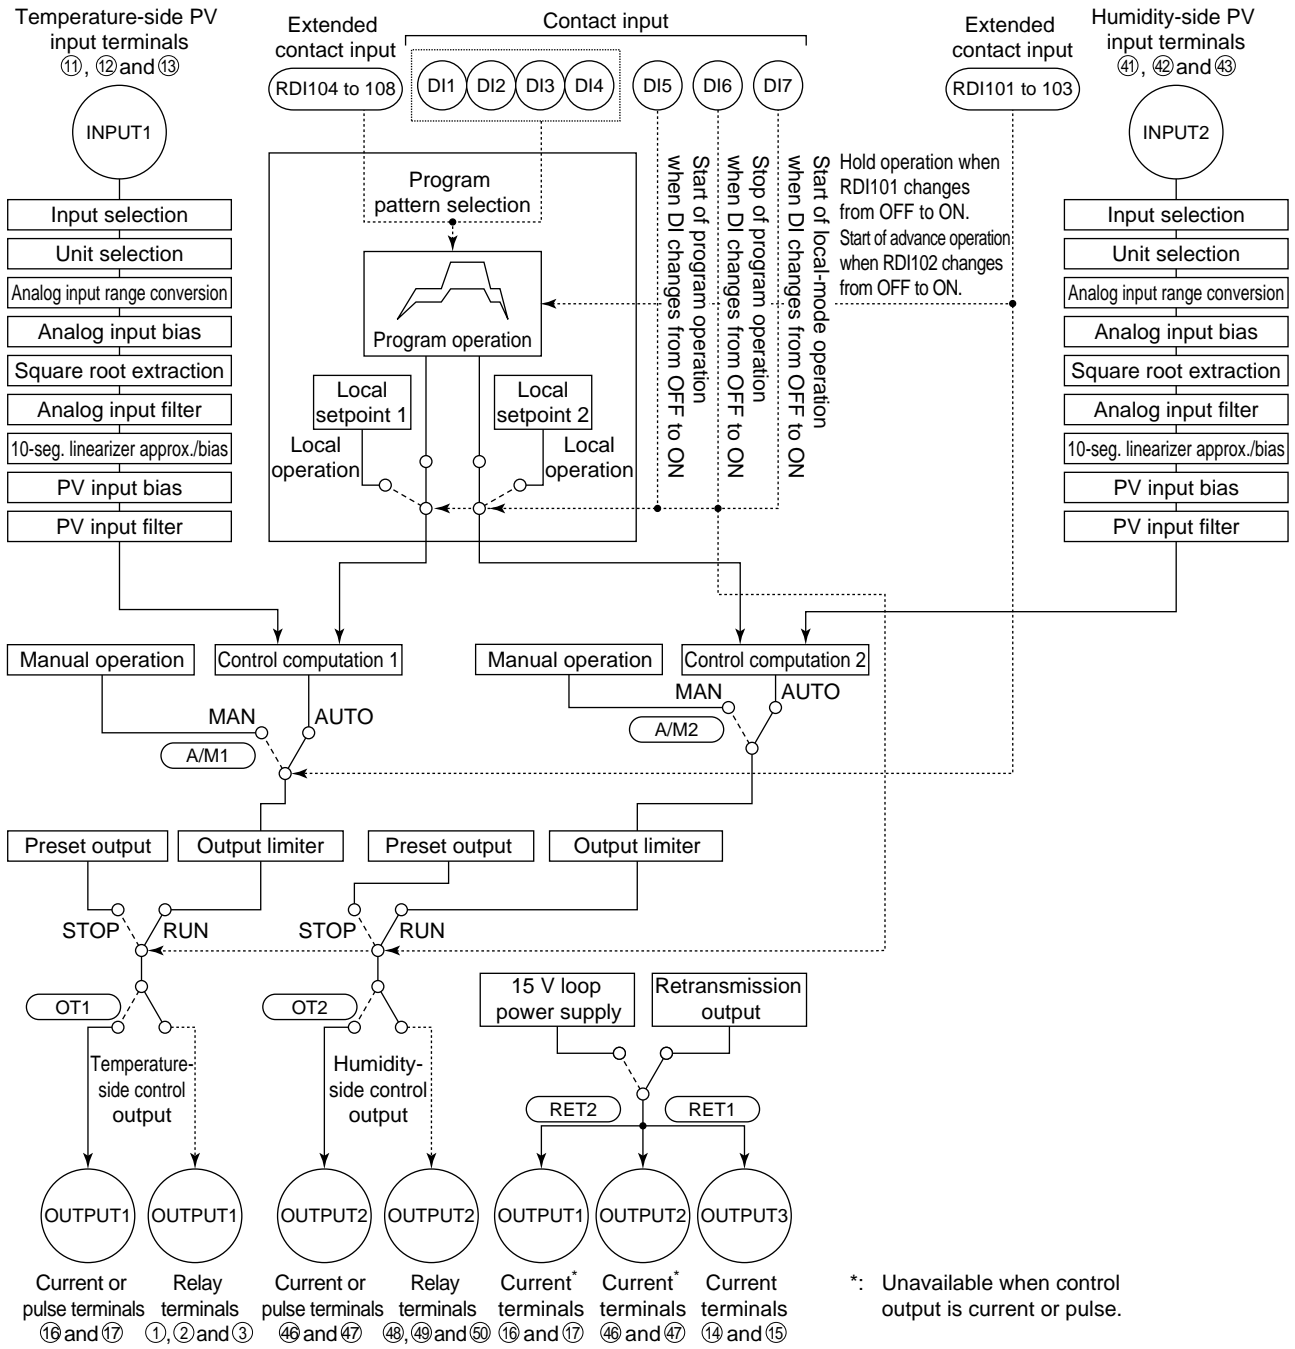 Temperature-side PV
input terminals
⑪, ⑫ and ⑬
Extended
contact input
Contact input
Extended
contact input
Humidity-side PV
input terminals
㊶, ㊷ and ㊸
RDI104 to 108
DI1
DI2
DI3
DI4
DI5
DI6
DI7
RDI101 to 103
INPUT1
INPUT2
Program
pattern selection
Start of program operation
when DI changes from OFF to ON
Stop of program operation
when DI changes from OFF to ON
Start of local-mode operation
when DI changes from OFF to ON
Hold operation when
RDI101 changes
from OFF to ON.
Start of advance operation
when RDI102 changes
from OFF to ON.
Input selection
Unit selection
Analog input range conversion
Analog input bias
Square root extraction
Analog input filter
10-seg. linearizer approx./bias
PV input bias
PV input filter
Program operation
Local
setpoint 1
Local
setpoint 2
Local
operation
Local
operation
Input selection
Unit selection
Analog input range conversion
Analog input bias
Square root extraction
Analog input filter
10-seg. linearizer approx./bias
PV input bias
PV input filter
Manual operation
Control computation 1
Manual operation
Control computation 2
MAN
AUTO
A/M1
MAN
AUTO
A/M2
Preset output
Output limiter
Preset output
Output limiter
STOP
RUN
STOP
RUN
OT1
OT2
15 V loop
power supply
Retransmission
output
Temperature-
side control
output
Humidity-
side control
output
RET2
RET1
OUTPUT1
OUTPUT1
OUTPUT2
OUTPUT2
OUTPUT1
OUTPUT2
OUTPUT3
Current or
pulse terminals
⑯ and ⑰
Relay
terminals
①, ② and ③
Current or
pulse terminals
㊻ and ㊼
Relay
terminals
㊽, ㊾ and ㊿
Current*
terminals
⑯ and ⑰
Current*
terminals
㊻ and ㊼
Current
terminals
⑭ and ⑮
*: Unavailable when control
output is current or pulse.